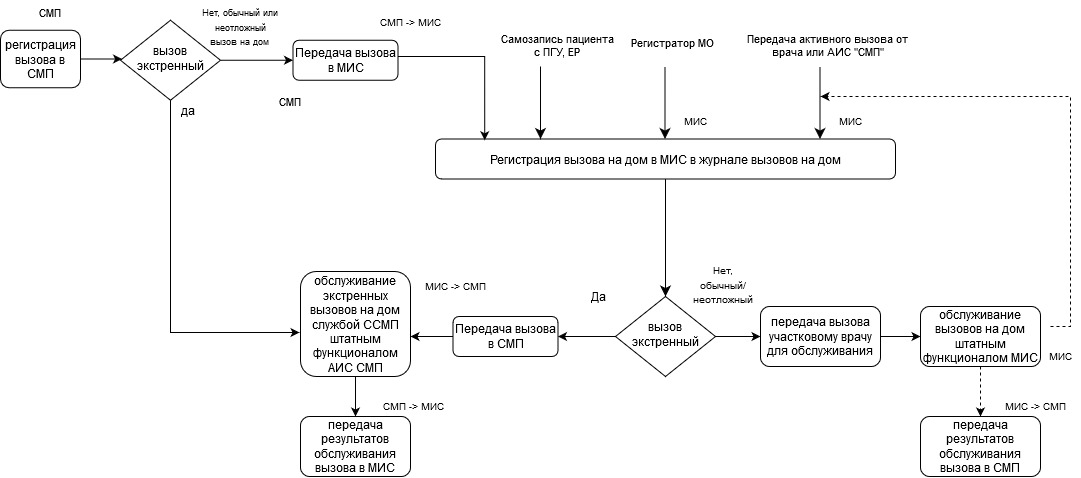 СМП
регистрация
вызова в
СМП
вызов
экстренный
Нет, обычный или
неотложный
вызов на дом
да
СМП -> МИС
Передача вызова
в МИС
СМП
Самозапись пациента
с ПГУ, ЕР
Регистратор МО
Передача активного вызова от
врача или АИС "СМП"
МИС
МИС
Регистрация вызова на дом в МИС в журнале вызовов на дом
обслуживание
экстренных
вызовов на дом
службой ССМП
штатным
функционалом
АИС СМП
МИС -> СМП
Передача вызова
в СМП
Да
вызов
экстренный
Нет,
обычный/
неотложный
передача вызова
участковому врачу
для обслуживания
обслуживание
вызовов на дом
штатным
функционалом МИС
МИС
СМП -> МИС
передача
результатов
обслуживания
вызова в МИС
МИС -> СМП
передача
результатов
обслуживания
вызова в СМП